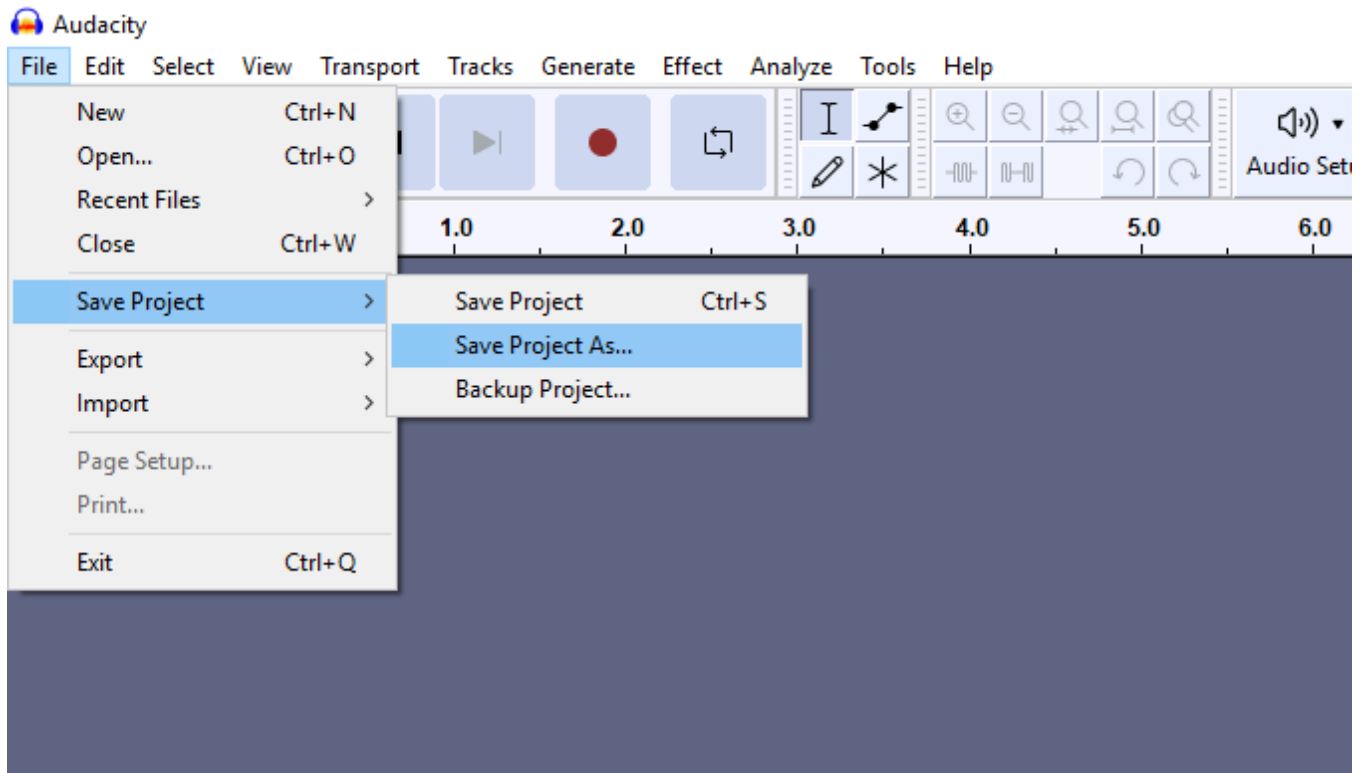 Audacity
File Edit Select View Transport Tracks Generate Effect Analyze Tools Help
New Ctrl+N
Open... Ctrl+O
Recent Files >
Close Ctrl+W
Audio Setu
1.0 2.0 3.0 4.0 5.0 6.0
Save Project >
Save Project Ctrl+S
Save Project As...
Backup Project...
Export >
Import >
Page Setup...
Print...
Exit Ctrl+Q